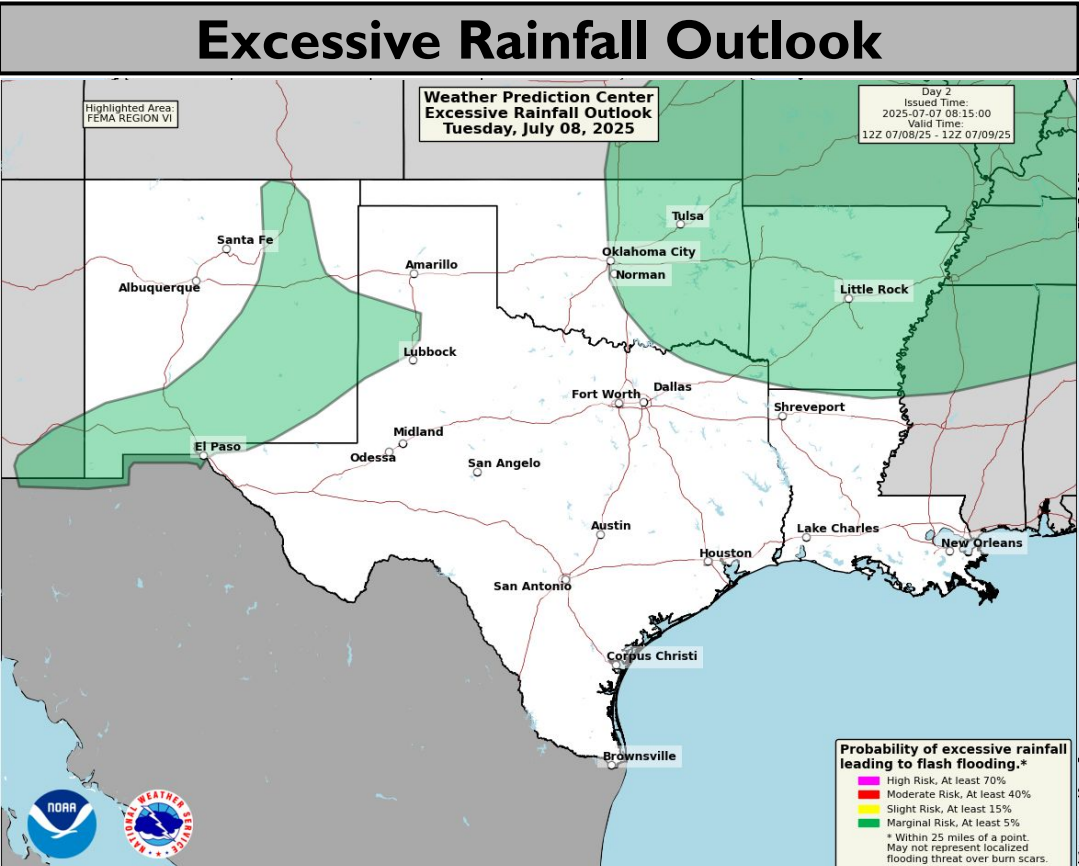 Excessive Rainfall Outlook
Highlighted Area:
FEMA REGION VI
Weather Prediction Center
Excessive Rainfall Outlook
Tuesday, July 08, 2025
Day 2
Issued Time:
2025-07-07 08:15:00
Valid Time:
12Z 07/08/25 - 12Z 07/09/25
Tulsa
Santa Fe
Oklahoma City
Amarillo
Norman
Albuquerque
Little Rock
Lubbock
Dallas
Fort Worth
Shreveport
Midland
El Paso
Odessa
San Angelo
Austin
Lake Charles
New Orleans
Houston
San Antonio
Corpus Christi
Brownsville
Probability of excessive rainfall
leading to flash flooding.*
High Risk, At least 70%
Moderate Risk, At least 40%
Slight Risk, At least 15%
Marginal Risk, At least 5%
* Within 25 miles of a point.
May not represent localized
flooding threat over burn scars.
NOAA
NATIONAL WEATHER SERVICE